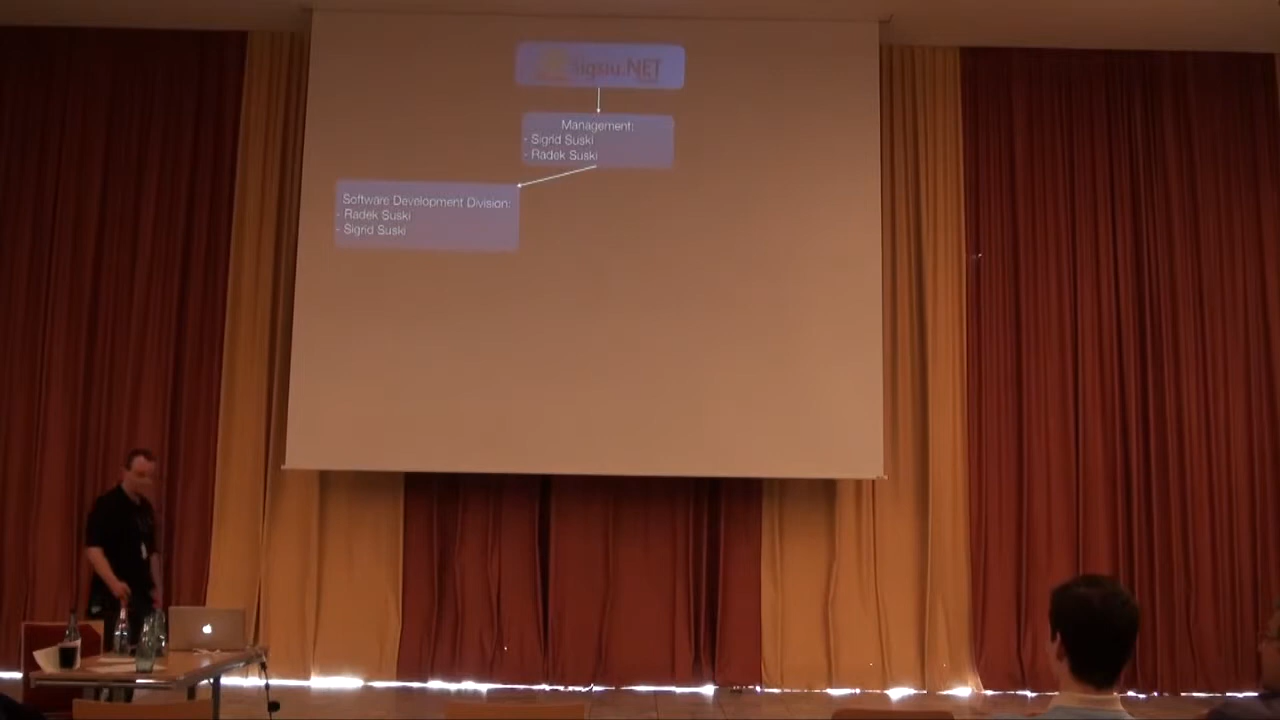 Sigsiu.NET
Management:
- Sigrid Suski
- Radek Suski
Software Development Division:
- Radek Suski
- Sigrid Suski